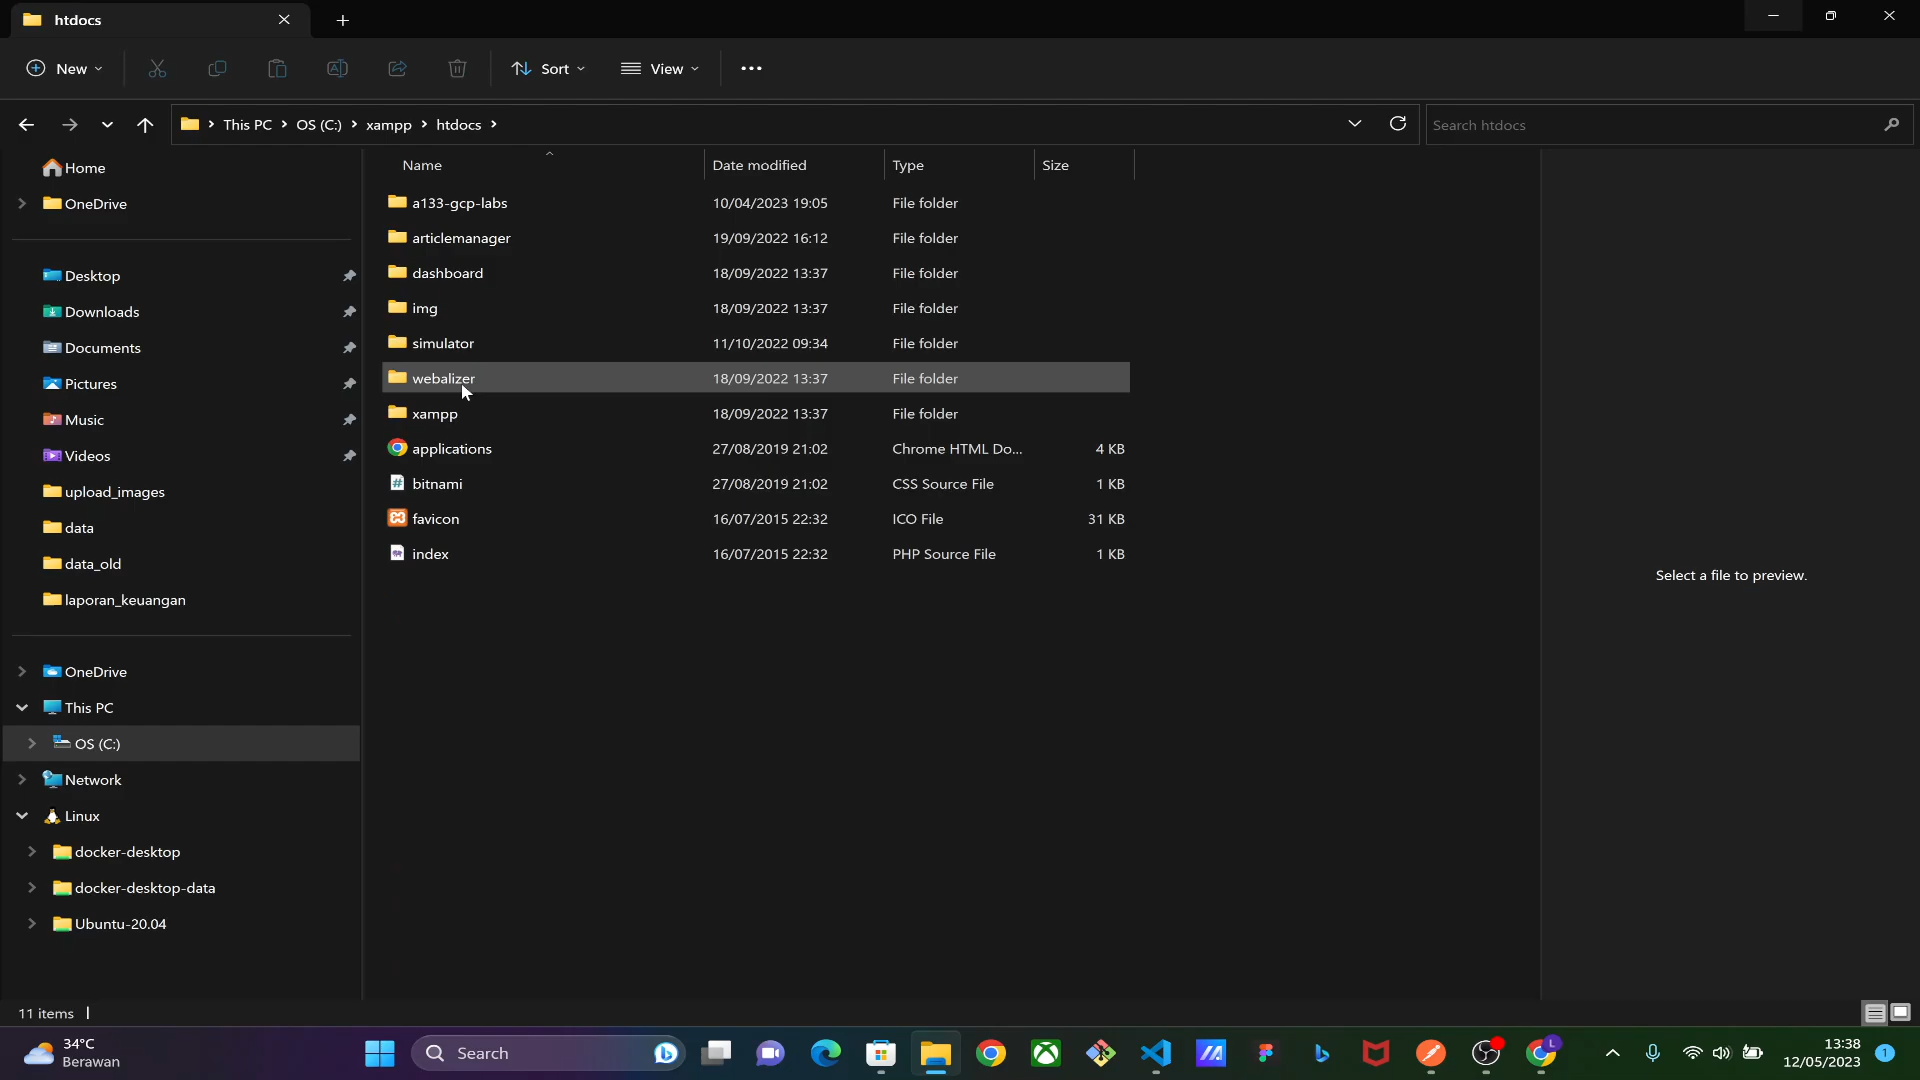 htdocs
New
Sort
View
This PC
OS (C:)
xampp
htdocs
Search htdocs
Home
OneDrive
Desktop
Downloads
Documents
Pictures
Music
Videos
upload_images
data
data_old
laporan_keuangan
OneDrive
This PC
OS (C:)
Network
Linux
docker-desktop
docker-desktop-data
Ubuntu-20.04
Name Date modified Type Size
a133-gcp-labs 10/04/2023 19:05 File folder
articlemanager 19/09/2022 16:12 File folder
dashboard 18/09/2022 13:37 File folder
img 18/09/2022 13:37 File folder
simulator 11/10/2022 09:34 File folder
webalizer 18/09/2022 13:37 File folder
xampp 18/09/2022 13:37 File folder
applications 27/08/2019 21:02 Chrome HTML Do... 4 KB
bitnami 27/08/2019 21:02 CSS Source File 1 KB
favicon 16/07/2015 22:32 ICO File 31 KB
index 16/07/2015 22:32 PHP Source File 1 KB
Select a file to preview.
11 items
34°C
Berawan
Search
L
13:38
12/05/2023
1